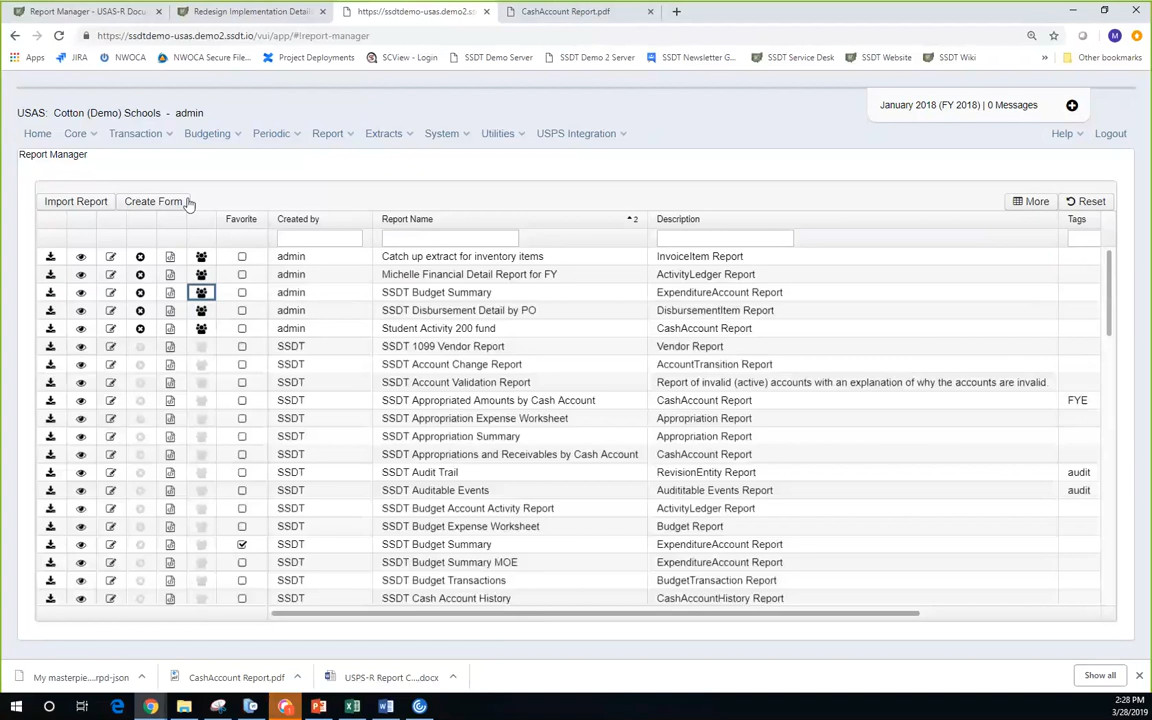 Report Manager - USAS-R Docu
Redesign Implementation Detail
https://ssdtdemo-usas.demo2.ss
CashAccount Report.pdf
https://ssdtdemo-usas.demo2.ssdt.io/vui/app/#!report-manager
M
Apps
JIRA
NWOCA
NWOCA Secure File...
Project Deployments
SCView - Login
SSDT Demo Server
SSDT Demo 2 Server
SSDT Newsletter G...
SSDT Service Desk
SSDT Website
SSDT Wiki
Other bookmarks
January 2018 (FY 2018) | 0 Messages
USAS: Cotton (Demo) Schools - admin
Home Core Transaction Budgeting Periodic Report Extracts System Utilities USPS Integration Help Logout
Report Manager
Import Report Create Form More Reset
Favorite Created by Report Name 2 Description Tags
admin Catch up extract for inventory items InvoiceItem Report
admin Michelle Financial Detail Report for FY ActivityLedger Report
admin SSDT Budget Summary ExpenditureAccount Report
admin SSDT Disbursement Detail by PO DisbursementItem Report
admin Student Activity 200 fund CashAccount Report
SSDT SSDT 1099 Vendor Report Vendor Report
SSDT SSDT Account Change Report AccountTransition Report
SSDT SSDT Account Validation Report Report of invalid (active) accounts with an explanation of why the accounts are invalid
SSDT SSDT Appropriated Amounts by Cash Account CashAccount Report FYE
SSDT SSDT Appropriation Expense Worksheet Appropriation Report
SSDT SSDT Appropriation Summary Appropriation Report
SSDT SSDT Appropriations and Receivables by Cash Account CashAccount Report
SSDT SSDT Audit Trail RevisionEntity Report audit
SSDT SSDT Auditable Events Audititable Events Report audit
SSDT SSDT Budget Account Activity Report ActivityLedger Report
SSDT SSDT Budget Expense Worksheet Budget Report
SSDT SSDT Budget Summary ExpenditureAccount Report
SSDT SSDT Budget Summary MOE ExpenditureAccount Report
SSDT SSDT Budget Transactions BudgetTransaction Report
SSDT SSDT Cash Account History CashAccountHistory Report
My masterpie....rpd-json
CashAccount Report.pdf
USPS-R Report C....docx
Show all
2:28 PM
3/28/2019